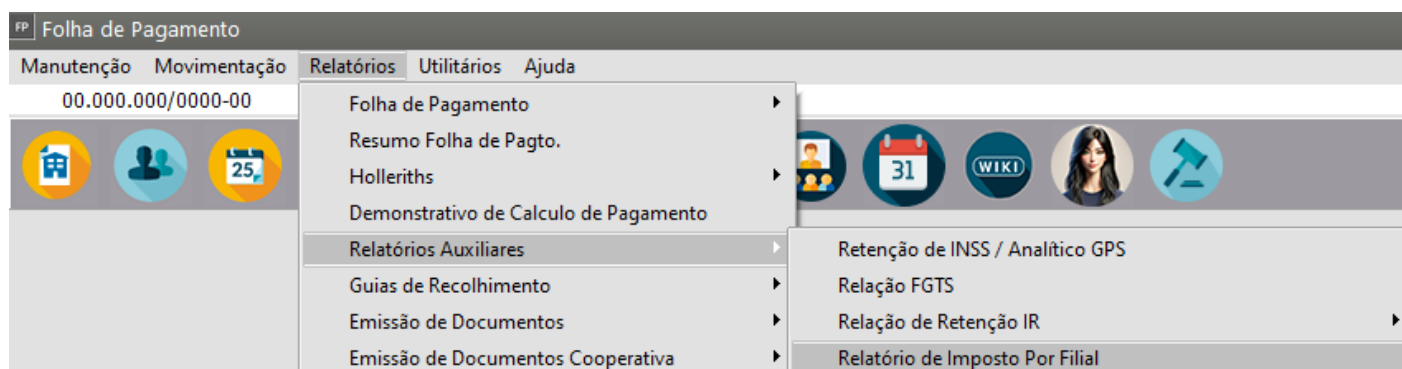 FP Folha de Pagamento
Manutenção Movimentação Relatórios Utilitários Ajuda
00.000.000/0000-00
Folha de Pagamento
Resumo Folha de Pagto.
Holleriths
Demonstrativo de Calculo de Pagamento
Relatórios Auxiliares
Guias de Recolhimento
Emissão de Documentos
Emissão de Documentos Cooperativa
25
31
WIKI
Retenção de INSS / Analítico GPS
Relação FGTS
Relação de Retenção IR
Relatório de Imposto Por Filial